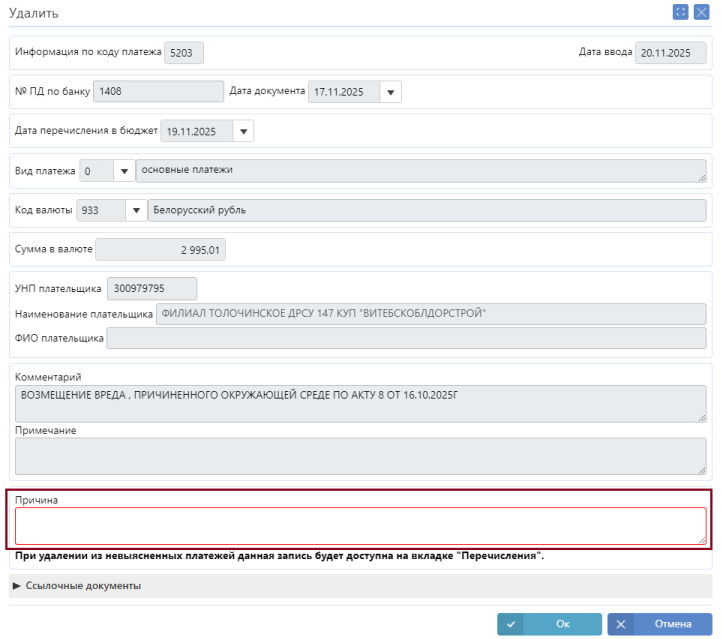 Удалить
Информация по коду платежа 5203 Дата ввода 20.11.2025
№ ПД по банку 1408 Дата документа 17.11.2025
Дата перечисления в бюджет 19.11.2025
Вид платежа 0 основные платежи
Код валюты 933 Белорусский рубль
Сумма в валюте 2 995,01
УНП плательщика 300979795
Наименование плательщика ФИЛИАЛ ТОЛОЧИНСКОЕ ДРСУ 147 КУП "ВИТЕБСКОБЛДОРСТРОЙ"
ФИО плательщика
Комментарий
ВОЗМЕЩЕНИЕ ВРЕДА , ПРИЧИНЕННОГО ОКРУЖАЮЩЕЙ СРЕДЕ ПО АКТУ 8 ОТ 16.10.2025Г
Примечание
Причина
При удалении из невыясненных платежей данная запись будет доступна на вкладке "Перечисления".
Ссылочные документы
Ок Отмена